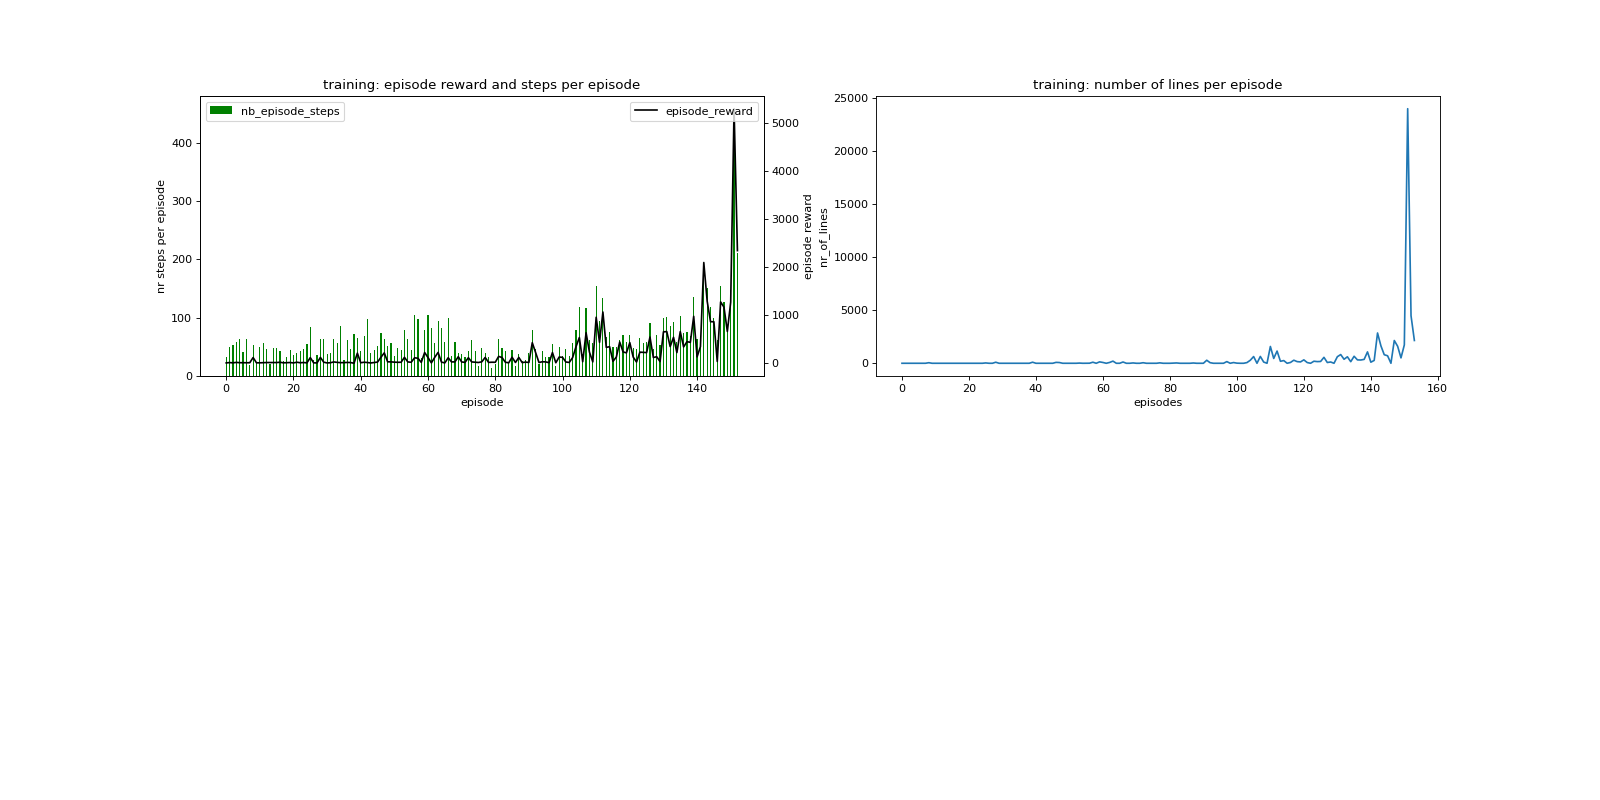 training: episode reward and steps per episode
nb_episode_steps
episode_reward
nr steps per episode
400
300
200
100
0
5000
4000
3000
2000
1000
0
episode reward
0 20 40 60 80 100 120 140
episode
training: number of lines per episode
nr_of_lines
25000
20000
15000
10000
5000
0
0 20 40 60 80 100 120 140 160
episodes